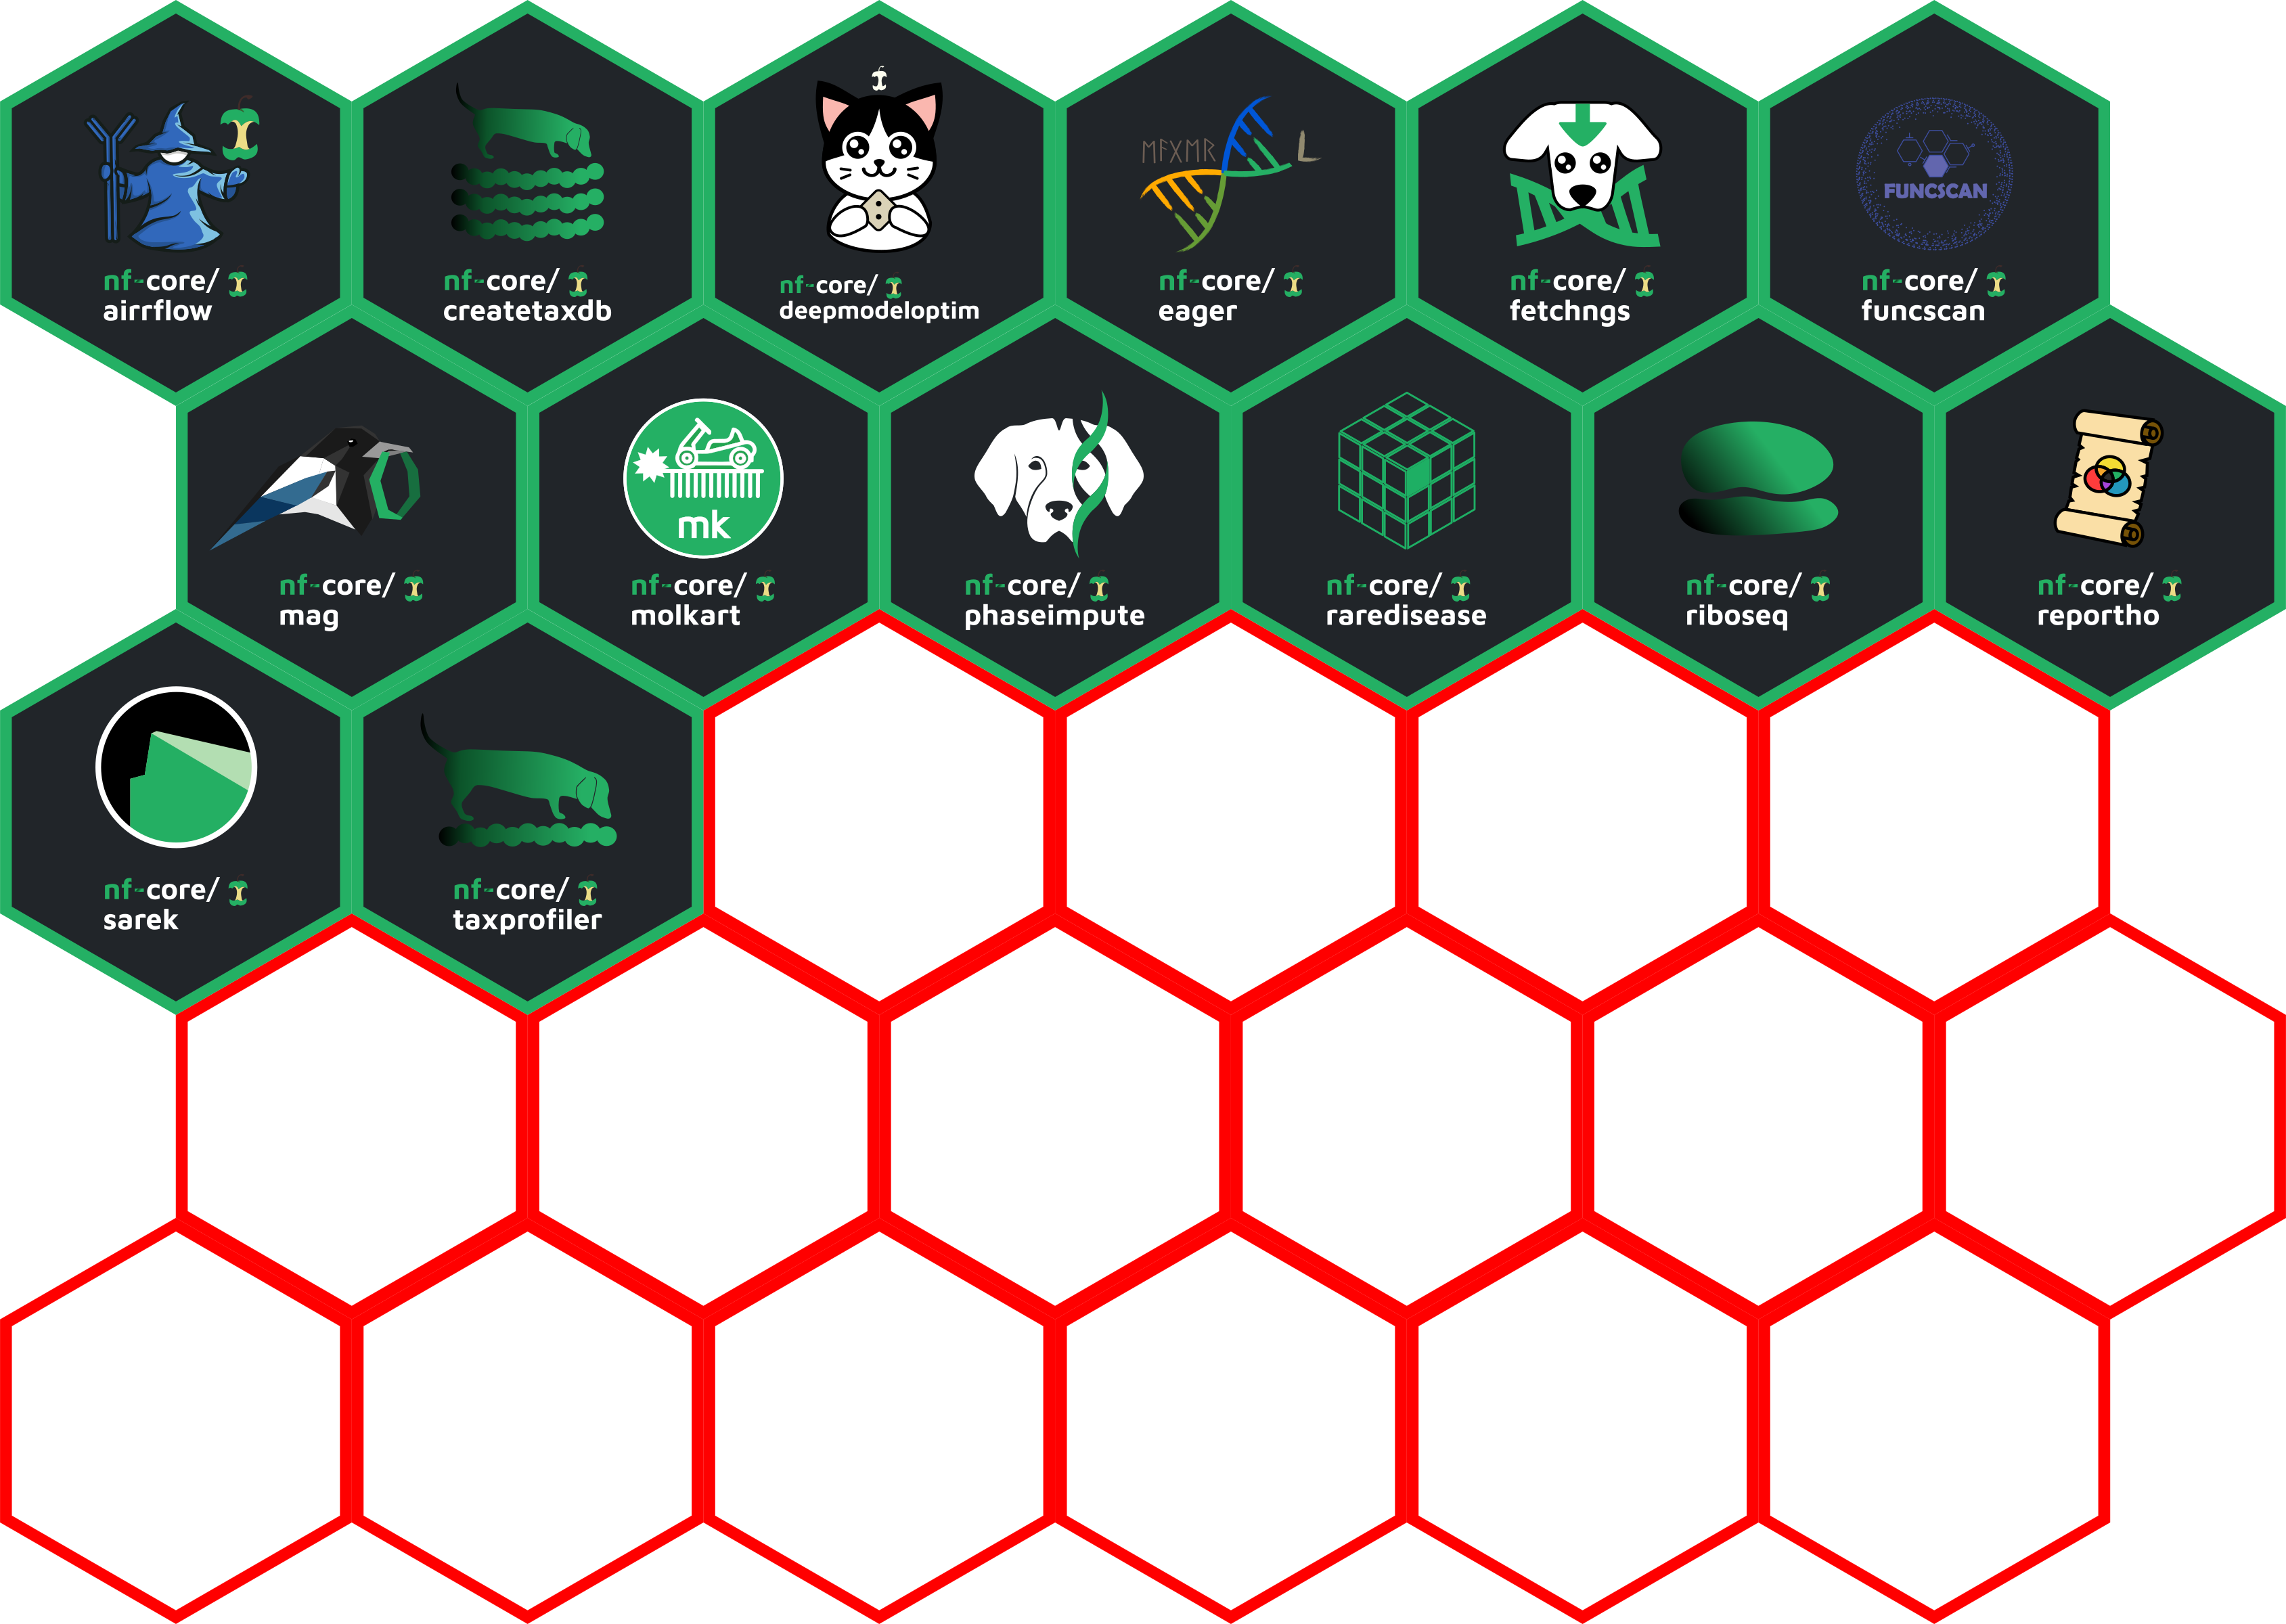 nf-core/
airrflow
nf-core/
createtaxdb
nf-core/
deepmodeloptim
ᛖᚨᚷᛖᚱ
nf-core/
eager
nf-core/
fetchngs
FUNCSCAN
nf-core/
funcscan
nf-core/
mag
mk
nf-core/
molkart
nf-core/
phaseimpute
nf-core/
raredisease
nf-core/
riboseq
nf-core/
reportho
nf-core/
sarek
nf-core/
taxprofiler